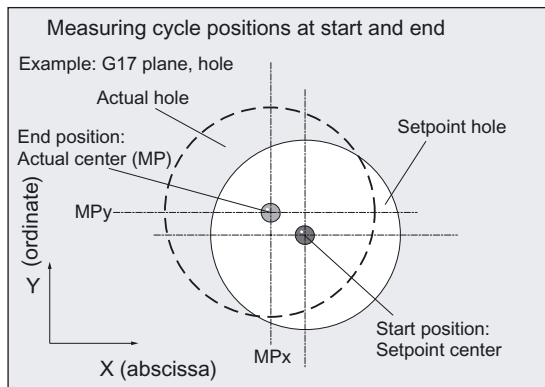 Measuring cycle positions at start and end
Example: G17 plane, hole
Actual hole
Setpoint hole
End position:
Actual center (MP)
MPy
(ordinate)
Y
X (abscissa)
MPx
Start position:
Setpoint center